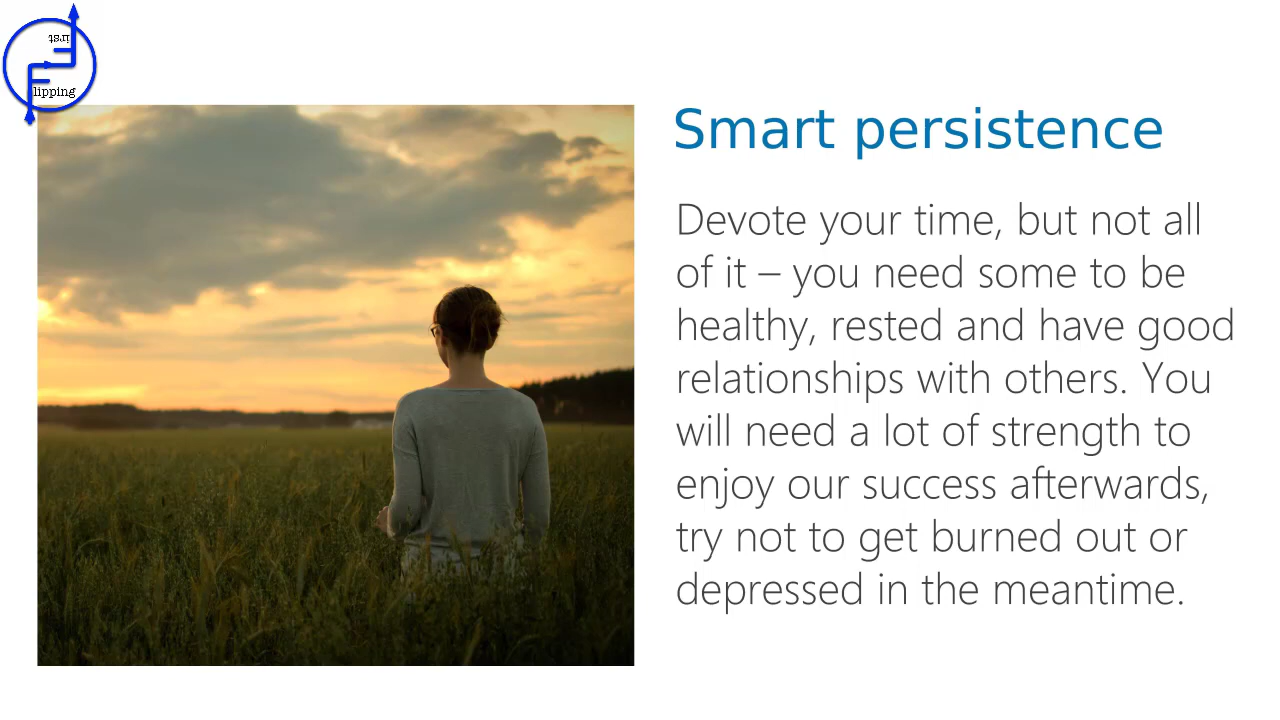 First
Flipping
Smart persistence
Devote your time, but not all
of it – you need some to be
healthy, rested and have good
relationships with others. You
will need a lot of strength to
enjoy our success afterwards,
try not to get burned out or
depressed in the meantime.